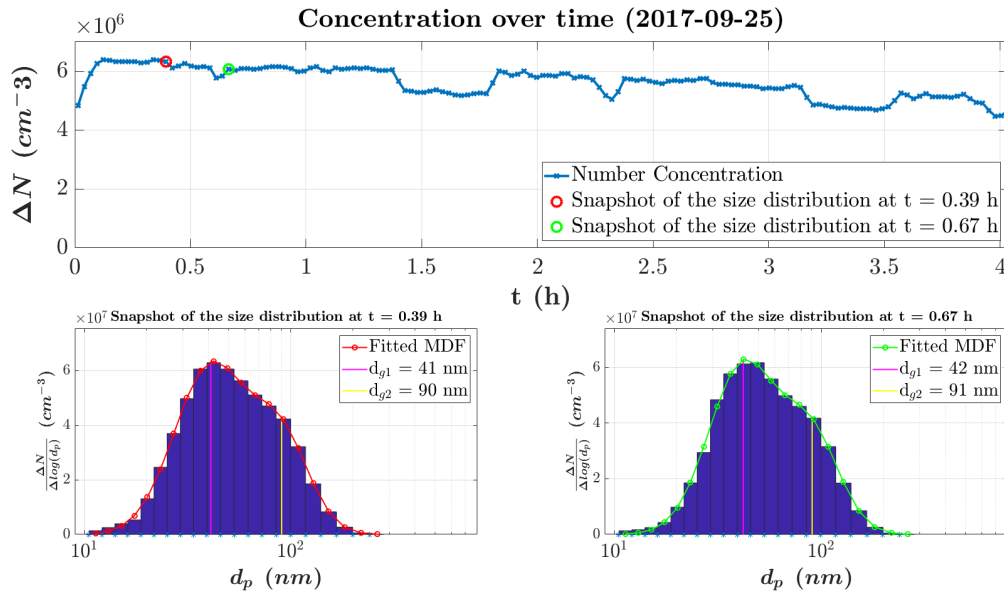 Concentration over time (2017-09-25)
×10^6
ΔN (cm^-3)
6
4
2
0
0 0.5 1 1.5 2 2.5 3 3.5 4
t (h)
Number Concentration
Snapshot of the size distribution at t = 0.39 h
Snapshot of the size distribution at t = 0.67 h
×10^7 Snapshot of the size distribution at t = 0.39 h
ΔN/Δlog(d_p) (cm^-3)
6
4
2
0
10^1 10^2
d_p (nm)
Fitted MDF
d_g1 = 41 nm
d_g2 = 90 nm
×10^7 Snapshot of the size distribution at t = 0.67 h
ΔN/Δlog(d_p) (cm^-3)
6
4
2
0
10^1 10^2
d_p (nm)
Fitted MDF
d_g1 = 42 nm
d_g2 = 91 nm